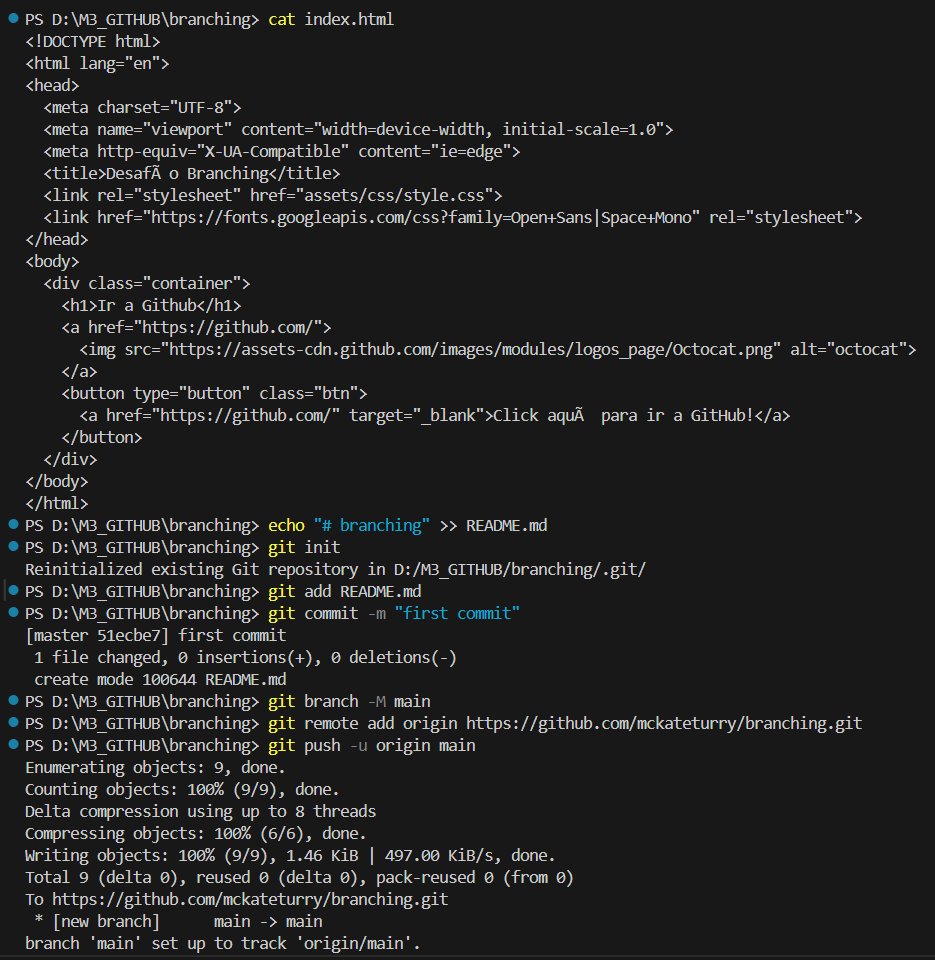 PS D:\M3_GITHUB\branching> cat index.html
<!DOCTYPE html>
<html lang="en">
<head>
  <meta charset="UTF-8">
  <meta name="viewport" content="width=device-width, initial-scale=1.0">
  <meta http-equiv="X-UA-Compatible" content="ie=edge">
  <title>DesafÃ o Branching</title>
  <link rel="stylesheet" href="assets/css/style.css">
  <link href="https://fonts.googleapis.com/css?family=Open+Sans|Space+Mono" rel="stylesheet">
</head>
<body>
  <div class="container">
    <h1>Ir a Github</h1>
    <a href="https://github.com/">
      <img src="https://assets-cdn.github.com/images/modules/logos_page/Octocat.png" alt="octocat">
    </a>
    <button type="button" class="btn">
      <a href="https://github.com/" target="_blank">Click aquÃ  para ir a GitHub!</a>
    </button>
  </div>
</body>
</html>
PS D:\M3_GITHUB\branching> echo "# branching" >> README.md
PS D:\M3_GITHUB\branching> git init
Reinitialized existing Git repository in D:/M3_GITHUB/branching/.git/
PS D:\M3_GITHUB\branching> git add README.md
PS D:\M3_GITHUB\branching> git commit -m "first commit"
[master 51ecbe7] first commit
 1 file changed, 0 insertions(+), 0 deletions(-)
 create mode 100644 README.md
PS D:\M3_GITHUB\branching> git branch -M main
PS D:\M3_GITHUB\branching> git remote add origin https://github.com/mckateturry/branching.git
PS D:\M3_GITHUB\branching> git push -u origin main
Enumerating objects: 9, done.
Counting objects: 100% (9/9), done.
Delta compression using up to 8 threads
Compressing objects: 100% (6/6), done.
Writing objects: 100% (9/9), 1.46 KiB | 497.00 KiB/s, done.
Total 9 (delta 0), reused 0 (delta 0), pack-reused 0 (from 0)
To https://github.com/mckateturry/branching.git
 * [new branch]      main -> main
branch 'main' set up to track 'origin/main'.